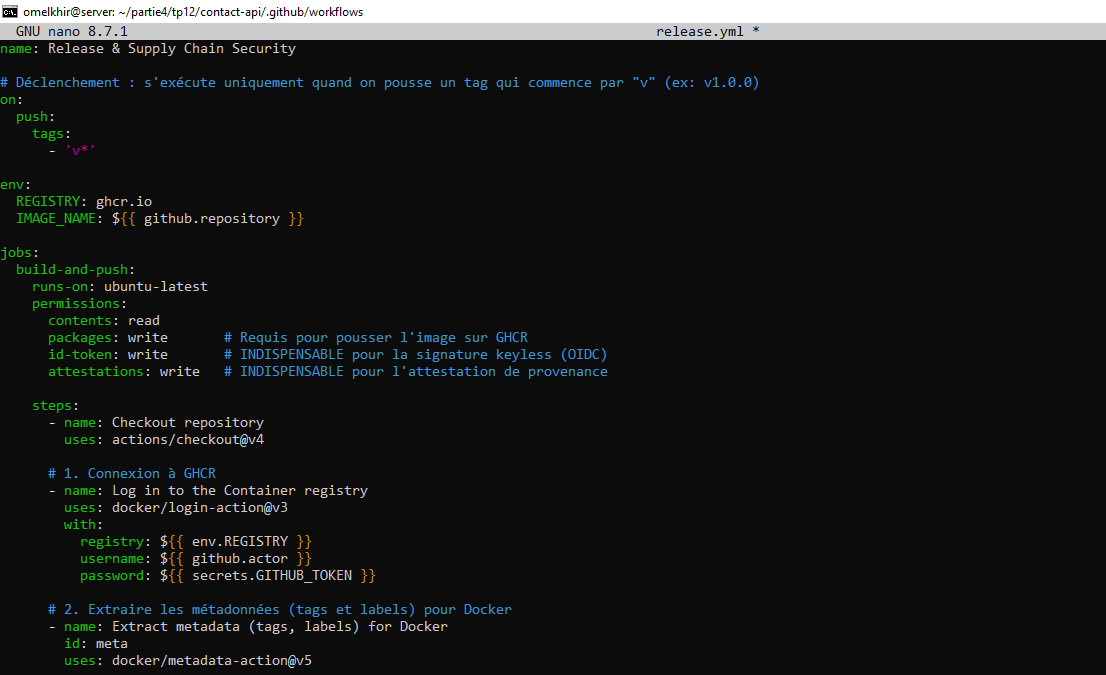 omelkhir@server: ~/partie4/tp12/contact-api/.github/workflows
GNU nano 8.7.1 release.yml *
name: Release & Supply Chain Security
# Déclenchement : s'exécute uniquement quand on pousse un tag qui commence par "v" (ex: v1.0.0)
on:
  push:
    tags:
      - 'v*'
env:
  REGISTRY: ghcr.io
  IMAGE_NAME: ${{ github.repository }}
jobs:
  build-and-push:
    runs-on: ubuntu-latest
    permissions:
      contents: read
      packages: write       # Requis pour pousser l'image sur GHCR
      id-token: write       # INDISPENSABLE pour la signature keyless (OIDC)
      attestations: write   # INDISPENSABLE pour l'attestation de provenance
    steps:
      - name: Checkout repository
        uses: actions/checkout@v4
      # 1. Connexion à GHCR
      - name: Log in to the Container registry
        uses: docker/login-action@v3
        with:
          registry: ${{ env.REGISTRY }}
          username: ${{ github.actor }}
          password: ${{ secrets.GITHUB_TOKEN }}
      # 2. Extraire les métadonnées (tags et labels) pour Docker
      - name: Extract metadata (tags, labels) for Docker
        id: meta
        uses: docker/metadata-action@v5